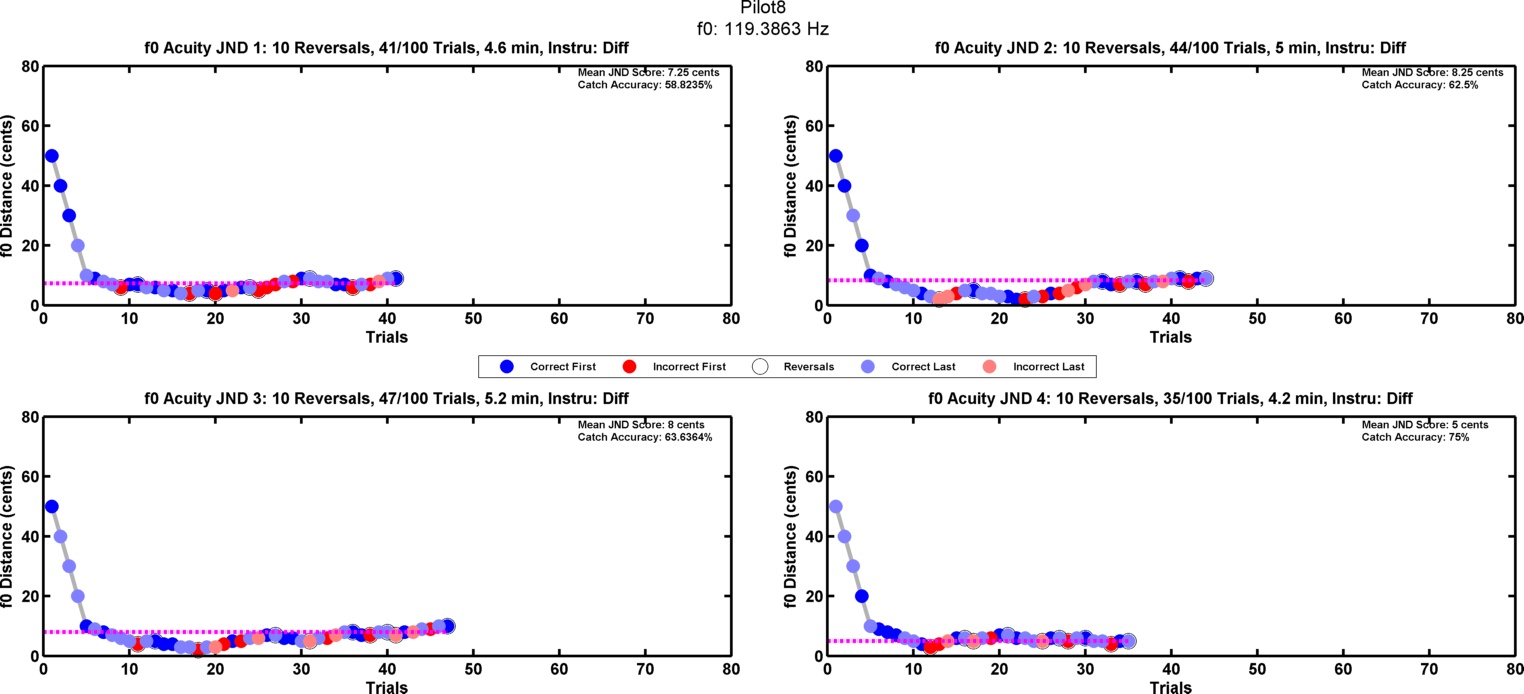 Pilot8
f0: 119.3863 Hz
f0 Acuity JND 1: 10 Reversals, 41/100 Trials, 4.6 min, Instru: Diff
Mean JND Score: 7.25 cents
Catch Accuracy: 58.8235%
80
60
40
20
0
f0 Distance (cents)
0 10 20 30 40 50 60 70 80
Trials
f0 Acuity JND 2: 10 Reversals, 44/100 Trials, 5 min, Instru: Diff
Mean JND Score: 8.25 cents
Catch Accuracy: 62.5%
80
60
40
20
0
f0 Distance (cents)
0 10 20 30 40 50 60 70 80
Trials
Correct First Incorrect First Reversals Correct Last Incorrect Last
f0 Acuity JND 3: 10 Reversals, 47/100 Trials, 5.2 min, Instru: Diff
Mean JND Score: 8 cents
Catch Accuracy: 63.6364%
80
60
40
20
0
f0 Distance (cents)
0 10 20 30 40 50 60 70 80
Trials
f0 Acuity JND 4: 10 Reversals, 35/100 Trials, 4.2 min, Instru: Diff
Mean JND Score: 5 cents
Catch Accuracy: 75%
80
60
40
20
0
f0 Distance (cents)
0 10 20 30 40 50 60 70 80
Trials